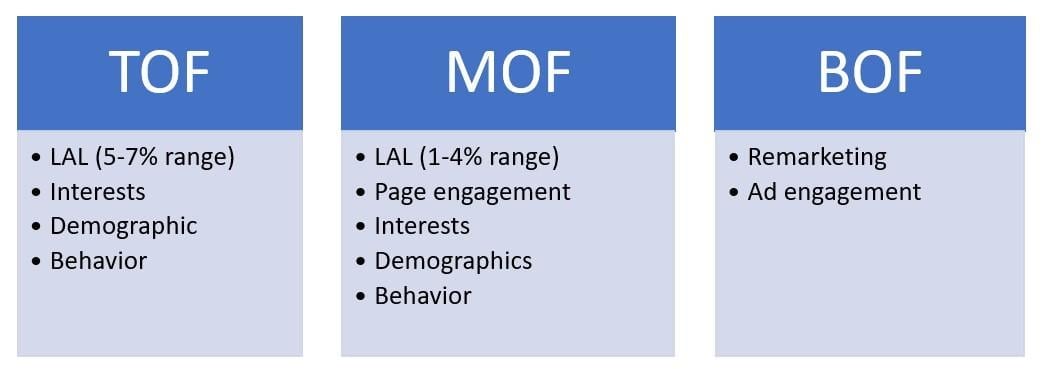 TOF
• LAL (5-7% range)
• Interests
• Demographic
• Behavior
MOF
• LAL (1-4% range)
• Page engagement
• Interests
• Demographics
• Behavior
BOF
• Remarketing
• Ad engagement